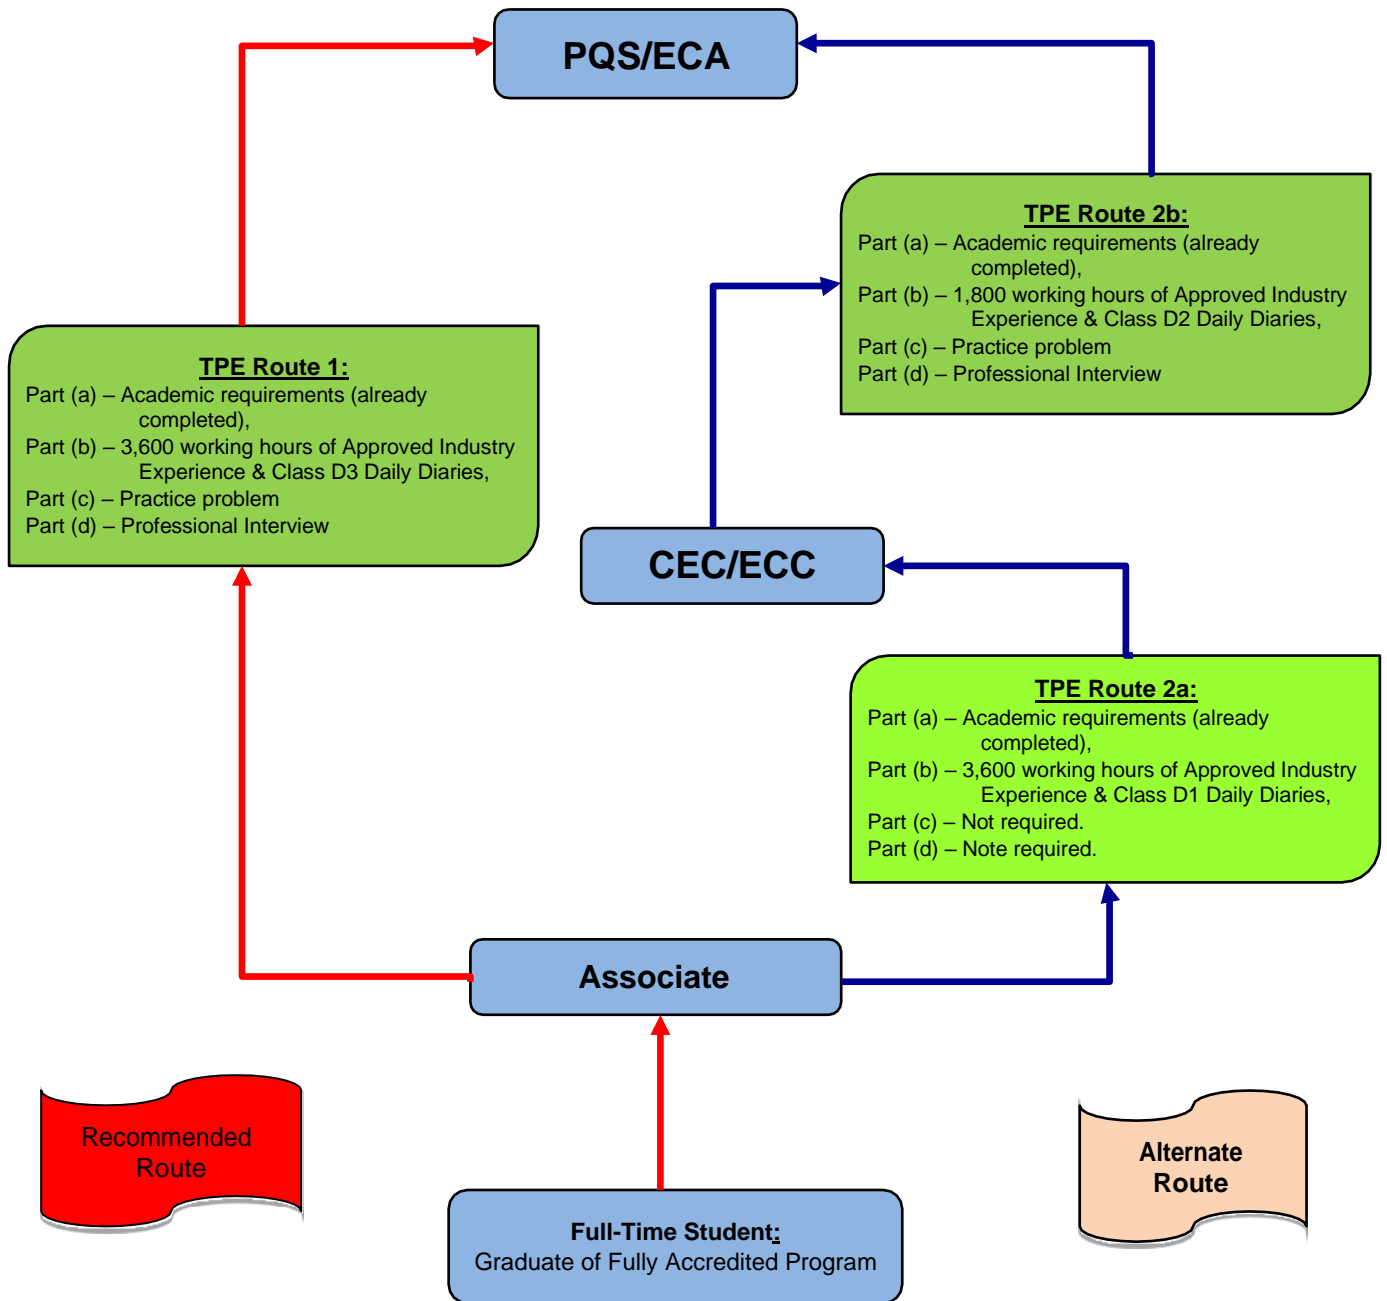 PQS/ECA
TPE Route 2b:
Part (a) – Academic requirements (already
completed),
Part (b) – 1,800 working hours of Approved Industry
Experience & Class D2 Daily Diaries,
Part (c) – Practice problem
Part (d) – Professional Interview
TPE Route 1:
Part (a) – Academic requirements (already
completed),
Part (b) – 3,600 working hours of Approved Industry
Experience & Class D3 Daily Diaries,
Part (c) – Practice problem
Part (d) – Professional Interview
CEC/ECC
TPE Route 2a:
Part (a) – Academic requirements (already
completed),
Part (b) – 3,600 working hours of Approved Industry
Experience & Class D1 Daily Diaries,
Part (c) – Not required.
Part (d) – Note required.
Associate
Recommended
Route
Alternate
Route
Full-Time Student:
Graduate of Fully Accredited Program